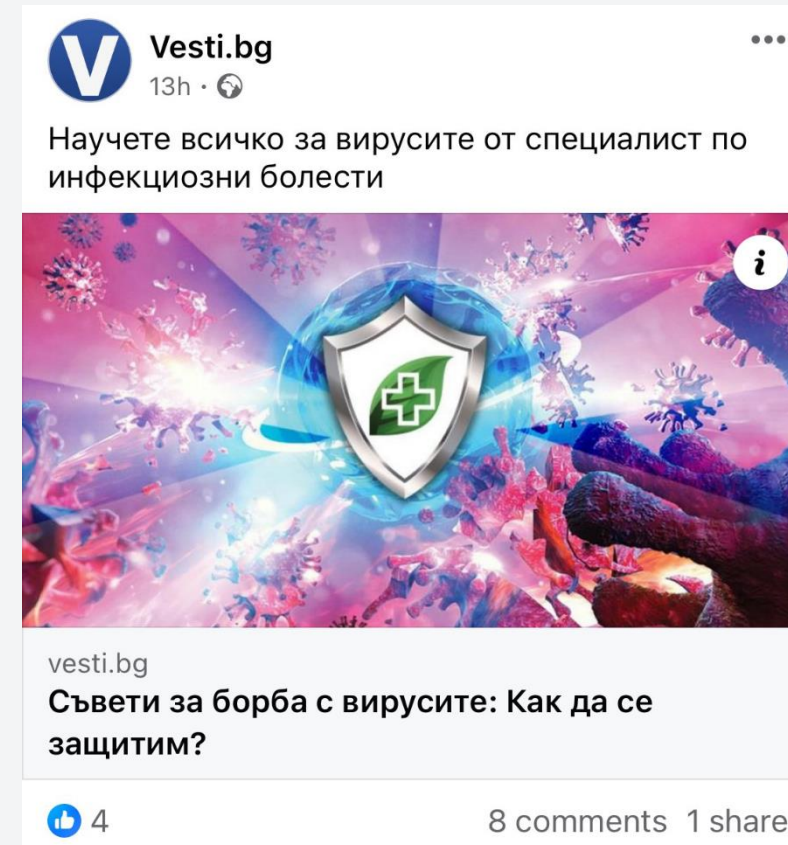 Vesti.bg
13h ·
Научете всичко за вирусите от специалист по
инфекциозни болести
i
vesti.bg
Съвети за борба с вирусите: Как да се
защитим?
4 8 comments 1 share